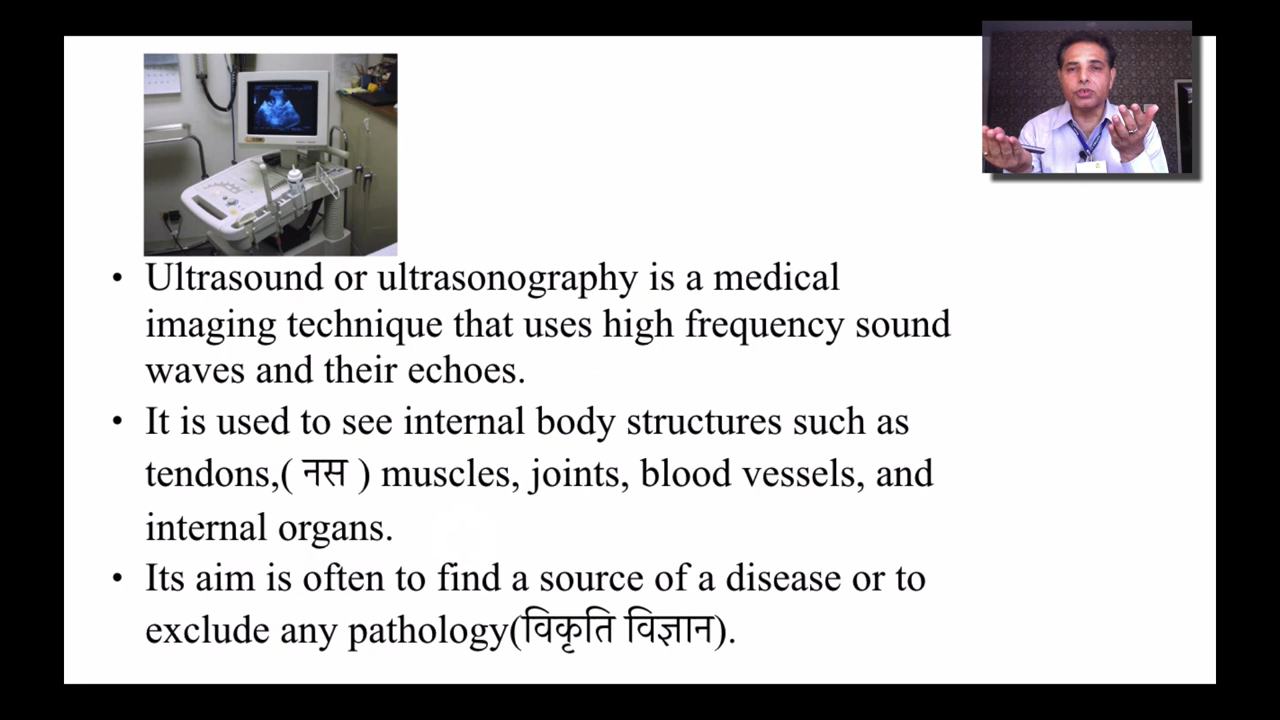 • Ultrasound or ultrasonography is a medical
imaging technique that uses high frequency sound
waves and their echoes.
• It is used to see internal body structures such as
tendons,( नस ) muscles, joints, blood vessels, and
internal organs.
• Its aim is often to find a source of a disease or to
exclude any pathology(विकृति विज्ञान).